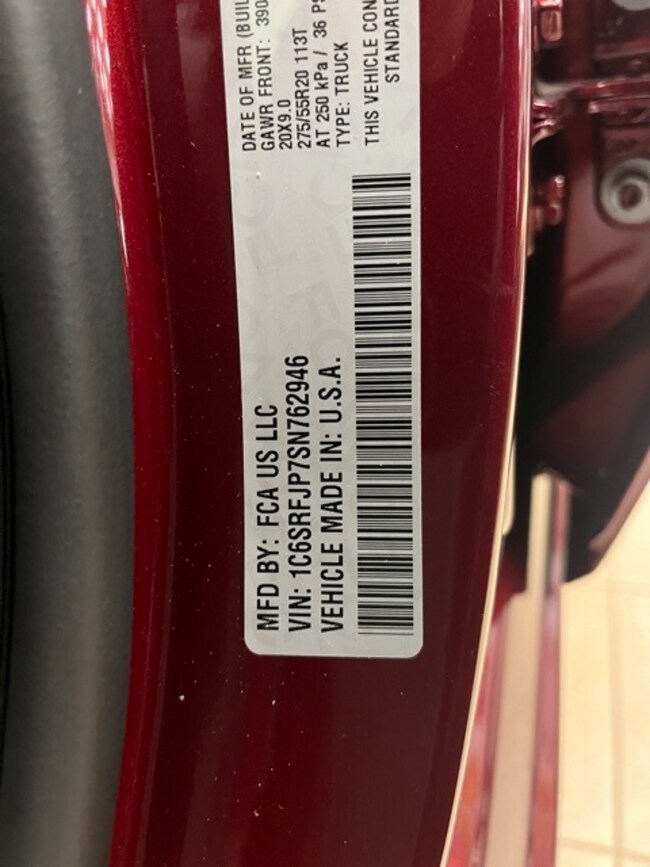 MFD BY: FCA US LLC
VIN: 1C6SRFJP7SN762946
VEHICLE MADE IN: U.S.A.
DATE OF MFR (BUIL
GAWR FRONT: 390
20X9.0
275/55R20 113T
AT 250 kPa / 36 PS
TYPE: TRUCK
THIS VEHICLE CON
STANDARD